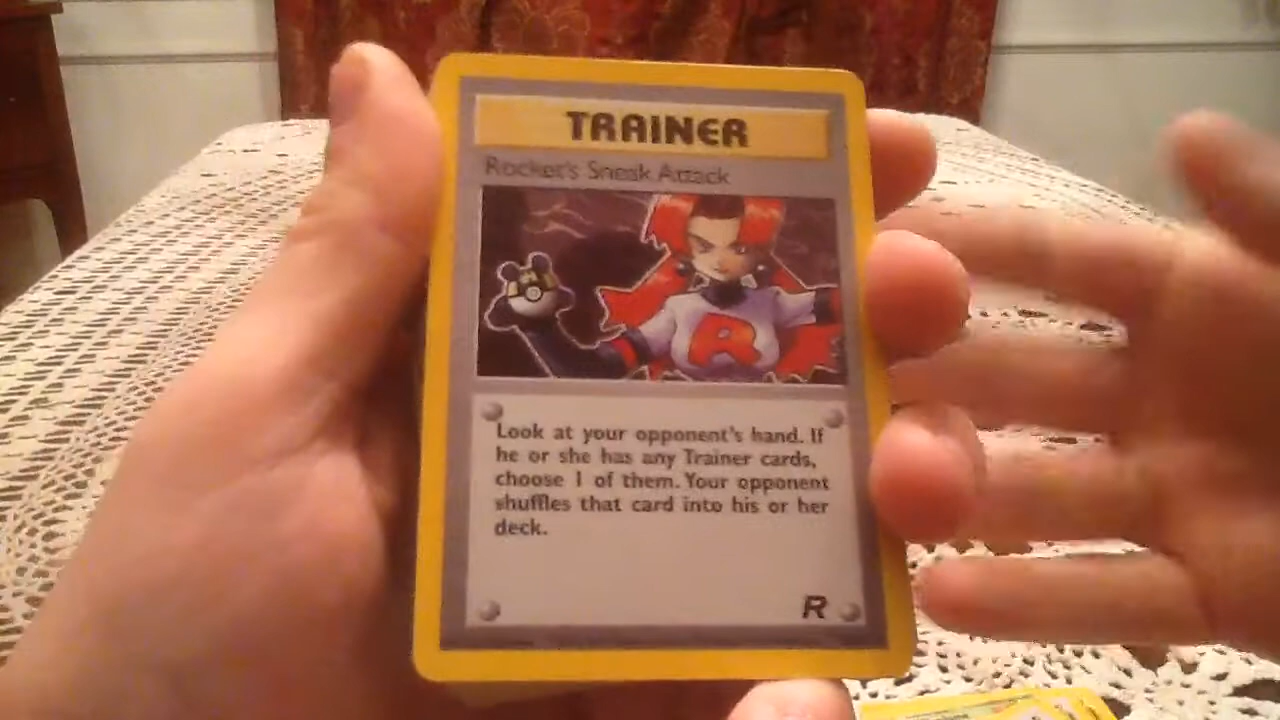 TRAINER
Rocket's Sneak Attack
R
Look at your opponent's hand. If
he or she has any Trainer cards,
choose 1 of them. Your opponent
shuffles that card into his or her
deck.
R